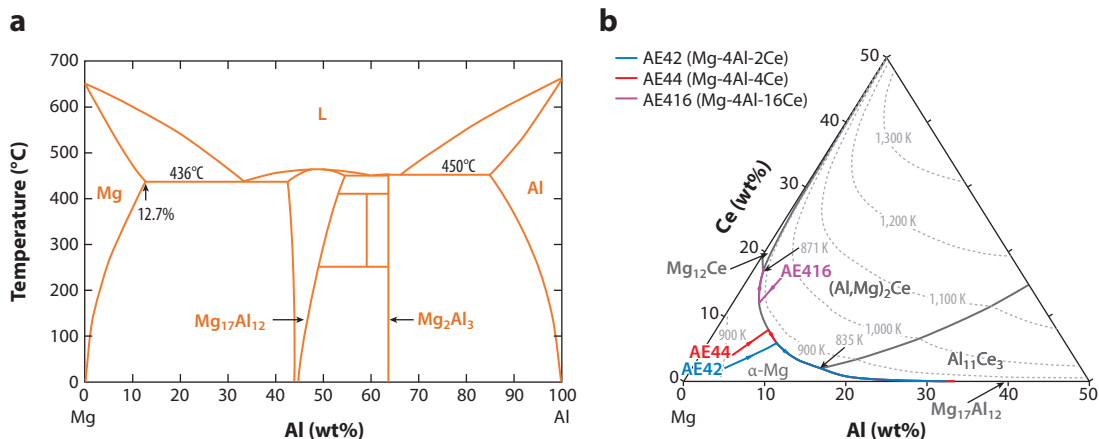 a
700
600
500
400
300
200
100
0
Temperature (°C)
L
436°C
450°C
Mg
Al
12.7%
Mg17Al12
Mg2Al3
0 10 20 30 40 50 60 70 80 90 100
Mg Al
Al (wt%)
b
AE42 (Mg-4Al-2Ce)
AE44 (Mg-4Al-4Ce)
AE416 (Mg-4Al-16Ce)
50
40
30
20
10
0
Ce (wt%)
1,300 K
1,200 K
871 K
Mg12Ce
AE416
(Al,Mg)2Ce
1,100 K
1,000 K
900 K
835 K
900 K
AE44
AE42
α-Mg
Al11Ce3
Mg17Al12
0 10 20 30 40 50
Mg
Al (wt%)